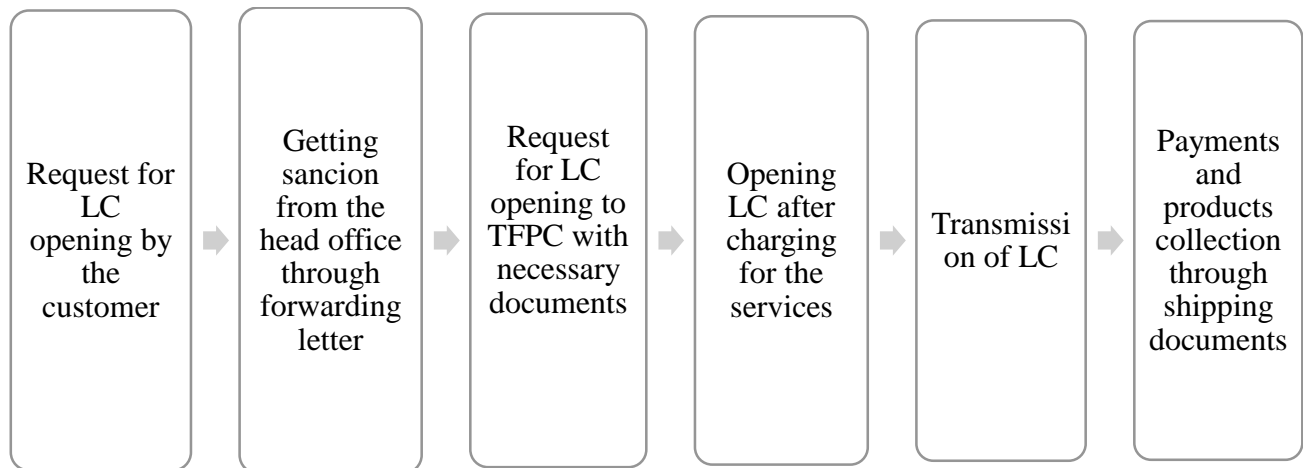 Request for
LC
opening by
the
customer
Getting
sancion
from the
head office
through
forwarding
letter
Request
for LC
opening to
TFPC with
necessary
documents
Opening
LC after
charging
for the
services
Transmissi
on of LC
Payments
and
products
collection
through
shipping
documents